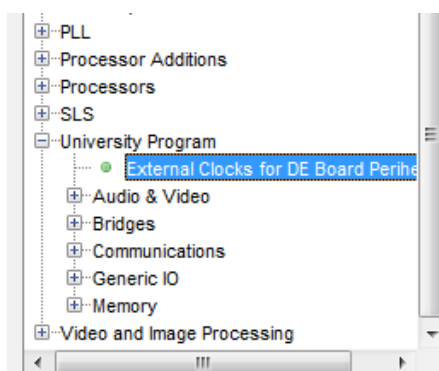 PLL
Processor Additions
Processors
SLS
University Program
External Clocks for DE Board Perihe
Audio & Video
Bridges
Communications
Generic IO
Memory
Video and Image Processing